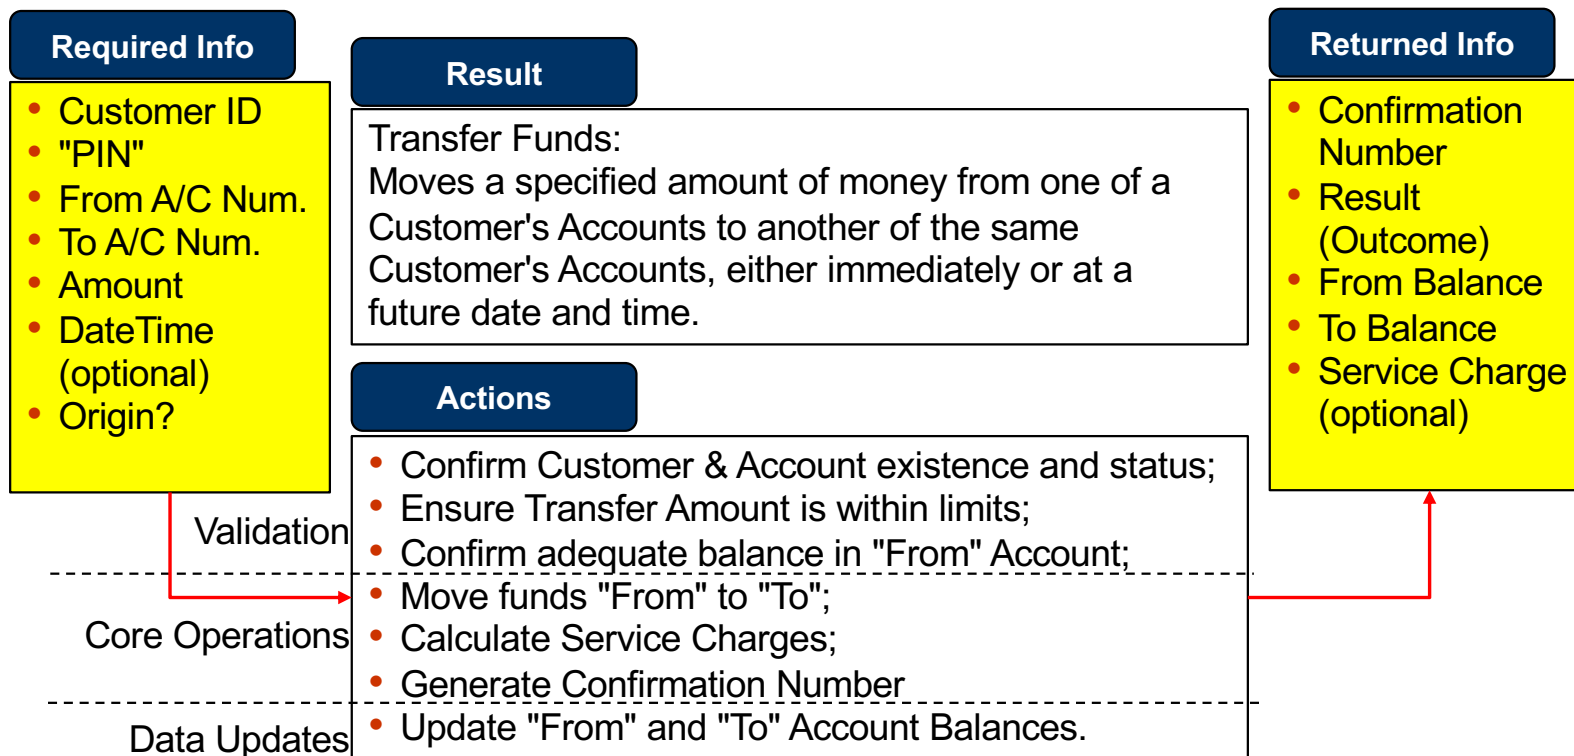 Required Info
• Customer ID
• "PIN"
• From A/C Num.
• To A/C Num.
• Amount
• DateTime
(optional)
• Origin?
Result
Transfer Funds:
Moves a specified amount of money from one of a
Customer's Accounts to another of the same
Customer's Accounts, either immediately or at a
future date and time.
Actions
Validation
• Confirm Customer & Account existence and status;
• Ensure Transfer Amount is within limits;
• Confirm adequate balance in "From" Account;
Core Operations
• Move funds "From" to "To";
• Calculate Service Charges;
• Generate Confirmation Number
Data Updates
• Update "From" and "To" Account Balances.
Returned Info
• Confirmation
Number
• Result
(Outcome)
• From Balance
• To Balance
• Service Charge
(optional)